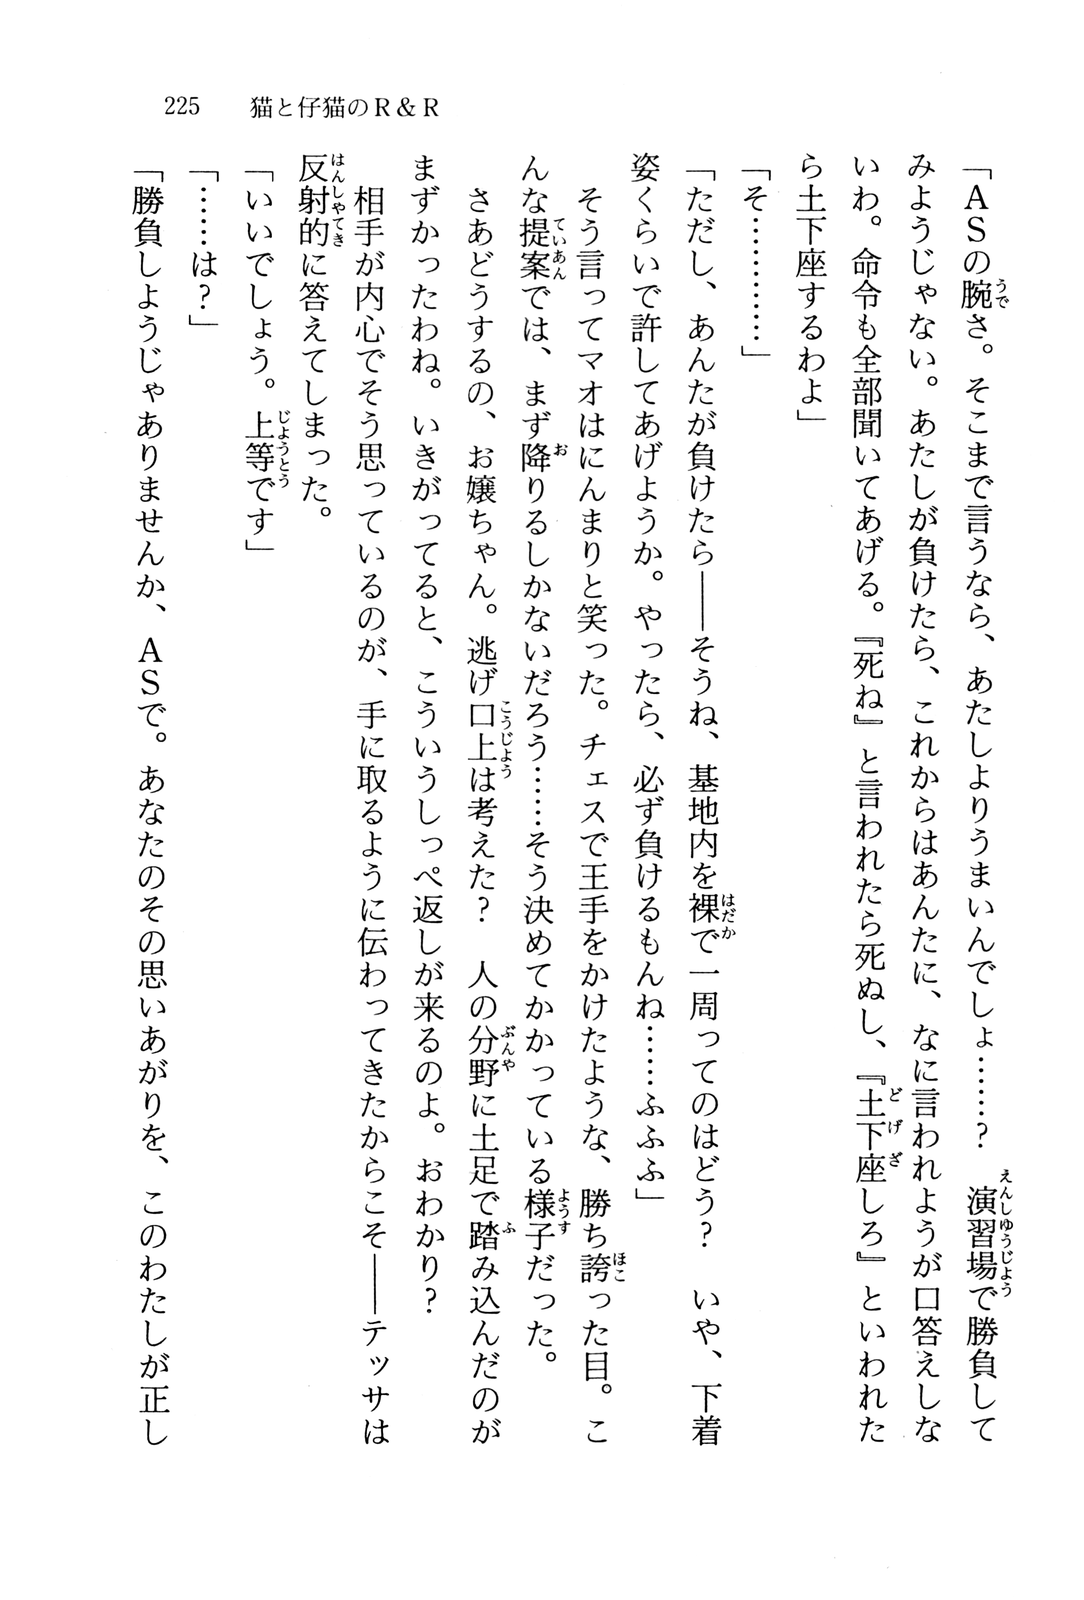 225 猫と仔猫のR&R
「ASの腕さ。そこまで言うなら、あたしよりうまいんでしょ……? 演習場で勝負して
みようじゃない。あたしが負けたら、これからはあんたに、なに言われようが口答えしな
いわ。命令も全部聞いてあげる。『死ね』と言われたら死ぬし、『土下座しろ』といわれた
ら土下座するわよ」
「そ…………」
「ただし、あんたが負けたら――そうね、基地内を裸で一周ってのはどう? いや、下着
姿くらいで許してあげようか。やったら、必ず負けるもんね……ふふふ」
そう言ってマオはにんまりと笑った。チェスで王手をかけたような、勝ち誇った目。こ
んな提案では、まず降りるしかないだろう……そう決めてかかっている様子だった。
さあどうするの、お嬢ちゃん。逃げ口上は考えた? 人の分野に土足で踏み込んだのが
まずかったわね。いきがってると、こういうしっぺ返しが来るのよ。おわかり?
相手が内心でそう思っているのが、手に取るように伝わってきたからこそ――テッサは
反射的に答えてしまった。
「いいでしょう。上等です」
「……は?」
「勝負しようじゃありませんか、ASで。あなたのその思いあがりを、このわたしが正し